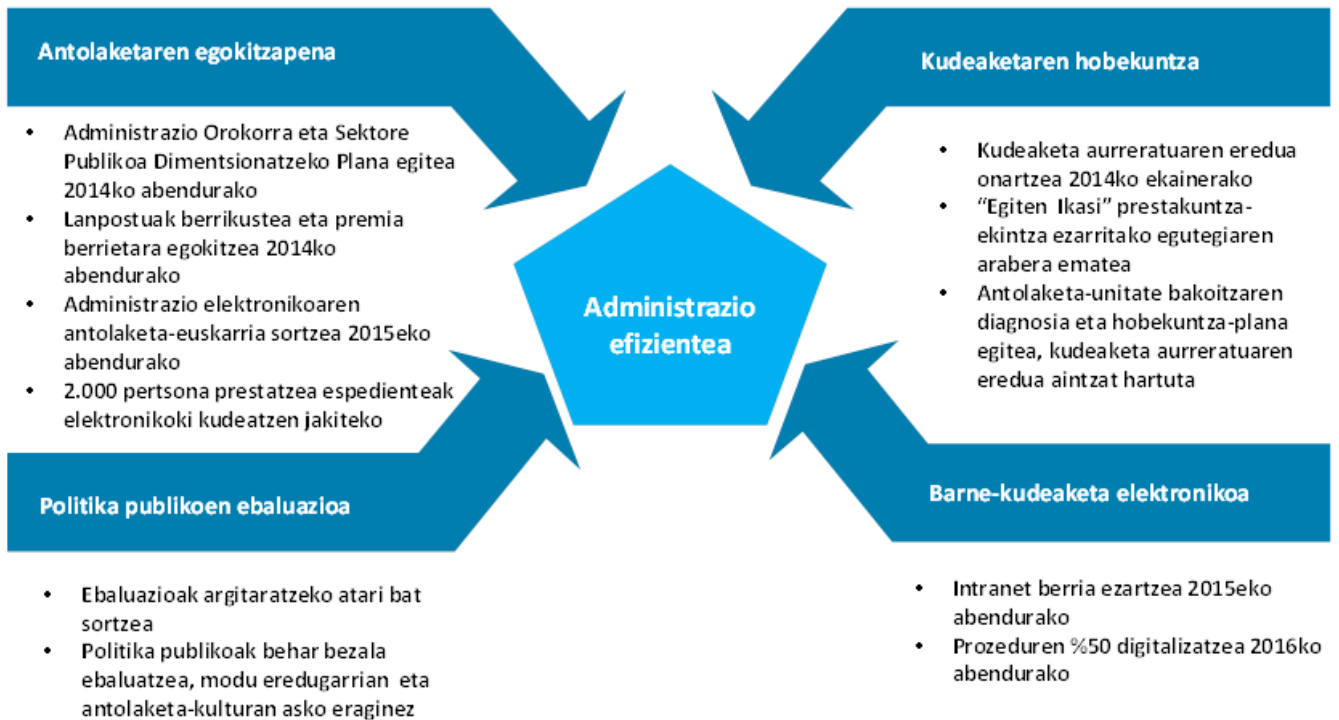 Antolaketaren egokitzapena
• Administrazio Orokorra eta Sektore
Publikoa Dimentsionatzeko Plana egitea
2014ko abendurako
• Lanpostuak berrikustea eta premia
berrietara egokitzea 2014ko
abendurako
• Administrazio elektronikoaren
antolaketa-euskarria sortzea 2015eko
abendurako
• 2.000 pertsona prestatzea espedienteak
elektronikoki kudeatzen jakiteko
Kudeaketaren hobekuntza
• Kudeaketa aurreratuaren eredua
onartzea 2014ko ekainerako
• “Egiten Ikasi” prestakuntza-
ekintza ezarritako egutegiaren
arabera ematea
• Antolaketa-unitate bakoitzaren
diagnosia eta hobekuntza-plana
egitea, kudeaketa aurreratuaren
eredua aintzat hartuta
Administrazio
efizientea
Politika publikoen ebaluazioa
• Ebaluazioak argitaratzeko atari bat
sortzea
• Politika publikoak behar bezala
ebaluatzea, modu eredugarrian eta
antolaketa-kulturan asko eraginez
Barne-kudeaketa elektronikoa
• Intranet berria ezartzea 2015eko
abendurako
• Prozeduren %50 digitalizatzea 2016ko
abendurako